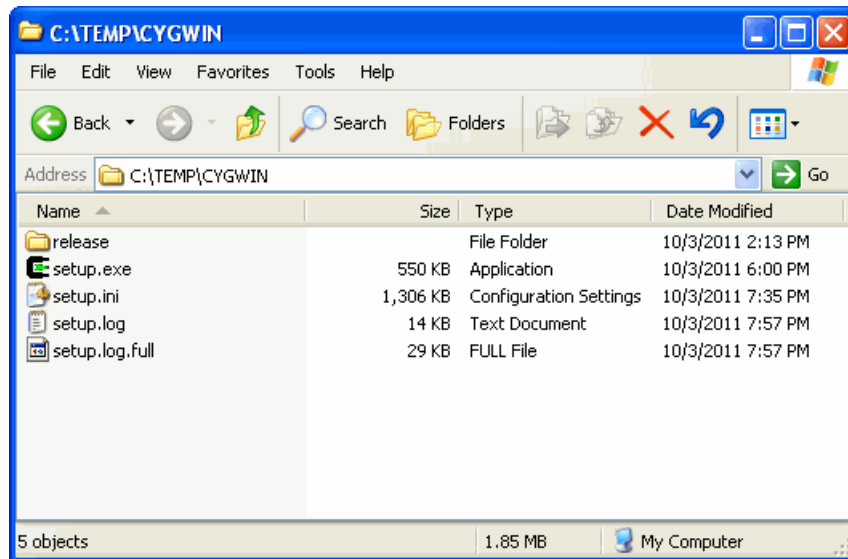 C:\TEMP\CYGWIN
File Edit View Favorites Tools Help
Back Search Folders
Address C:\TEMP\CYGWIN Go
Name Size Type Date Modified
release File Folder 10/3/2011 2:13 PM
setup.exe 550 KB Application 10/3/2011 6:00 PM
setup.ini 1,306 KB Configuration Settings 10/3/2011 7:35 PM
setup.log 14 KB Text Document 10/3/2011 7:57 PM
setup.log.full 29 KB FULL File 10/3/2011 7:57 PM
5 objects 1.85 MB My Computer